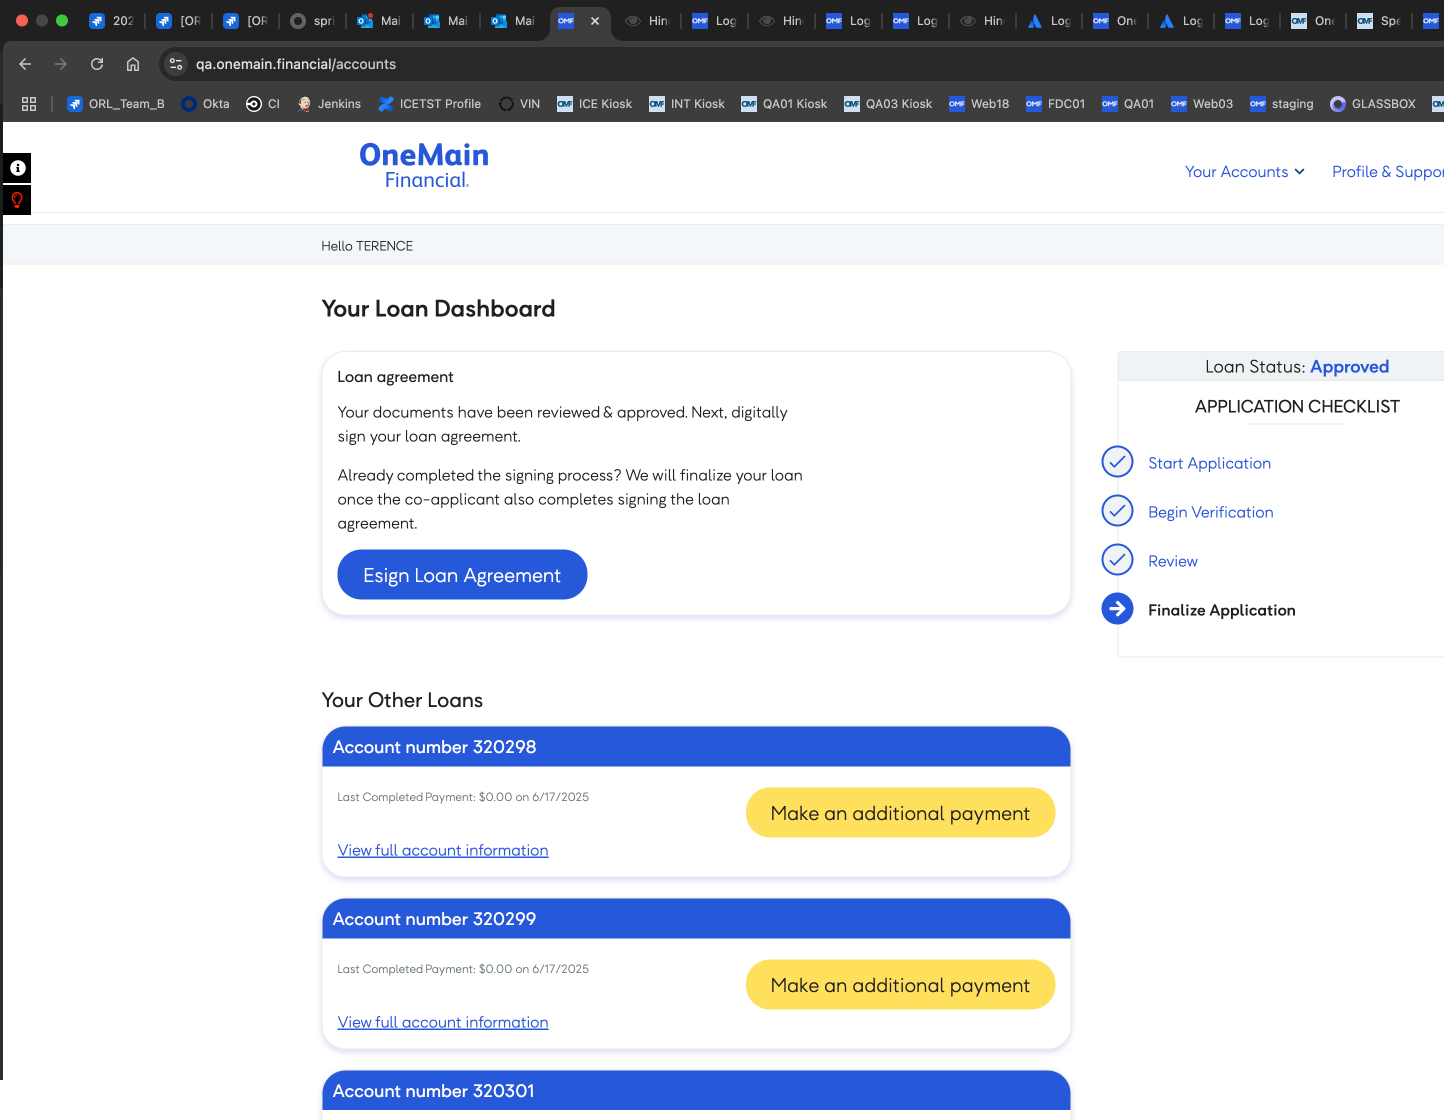 202 [OR [OR spri Mai Mai Mai Hin Log Hin Log Log Hin Log One Log Log One Spe
qa.onemain.financial/accounts
ORL_Team_B Okta CI Jenkins ICETST Profile VIN ICE Kiosk INT Kiosk QA01 Kiosk QA03 Kiosk Web18 FDC01 QA01 Web03 staging GLASSBOX
OneMain
Financial.
Your Accounts Profile & Suppor
Hello TERENCE
Your Loan Dashboard
Loan agreement
Your documents have been reviewed & approved. Next, digitally
sign your loan agreement.
Already completed the signing process? We will finalize your loan
once the co-applicant also completes signing the loan
agreement.
Esign Loan Agreement
Loan Status: Approved
APPLICATION CHECKLIST
Start Application
Begin Verification
Review
Finalize Application
Your Other Loans
Account number 320298
Last Completed Payment: $0.00 on 6/17/2025
Make an additional payment
View full account information
Account number 320299
Last Completed Payment: $0.00 on 6/17/2025
Make an additional payment
View full account information
Account number 320301